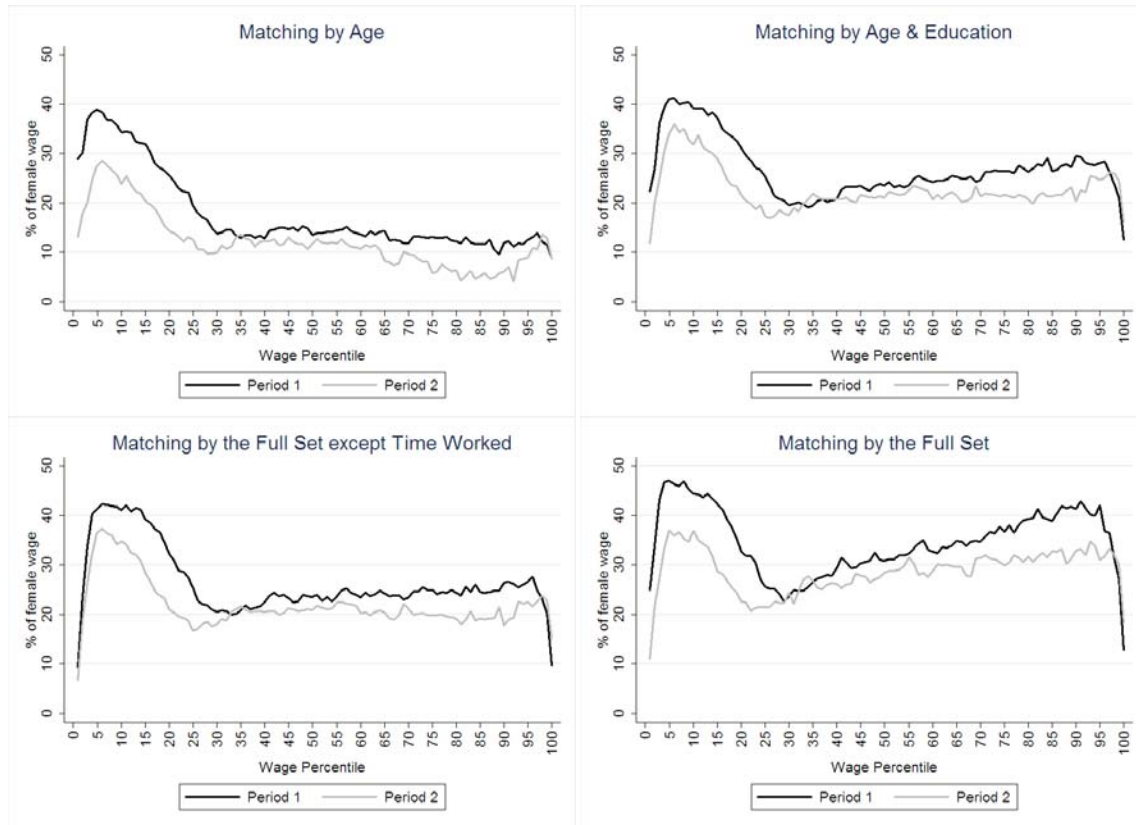 Matching by Age
% of female wage
50
40
30
20
10
0
0 5 10 15 20 25 30 35 40 45 50 55 60 65 70 75 80 85 90 95 100
Wage Percentile
Period 1 Period 2
Matching by Age & Education
% of female wage
50
40
30
20
10
0
0 5 10 15 20 25 30 35 40 45 50 55 60 65 70 75 80 85 90 95 100
Wage Percentile
Period 1 Period 2
Matching by the Full Set except Time Worked
% of female wage
50
40
30
20
10
0
0 5 10 15 20 25 30 35 40 45 50 55 60 65 70 75 80 85 90 95 100
Wage Percentile
Period 1 Period 2
Matching by the Full Set
% of female wage
50
40
30
20
10
0
0 5 10 15 20 25 30 35 40 45 50 55 60 65 70 75 80 85 90 95 100
Wage Percentile
Period 1 Period 2